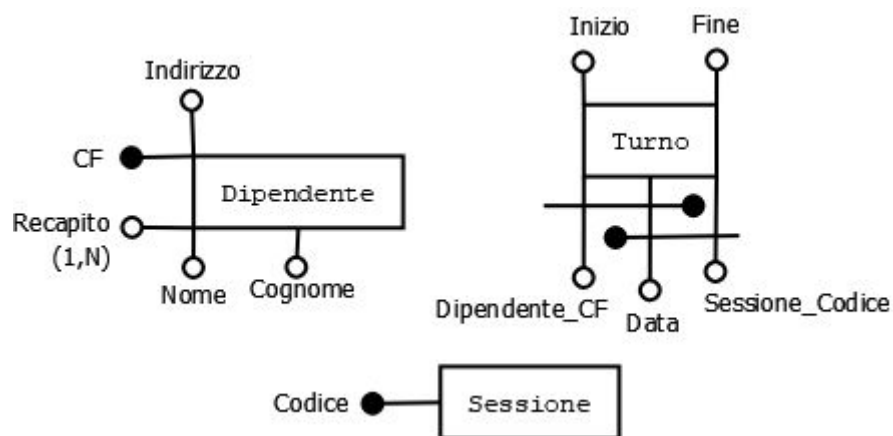 Inizio
Fine
Indirizzo
CF
Dipendente
Turno
Recapito
(1,N)
Nome
Cognome
Dipendente_CF
Data
Sessione_Codice
Codice
Sessione